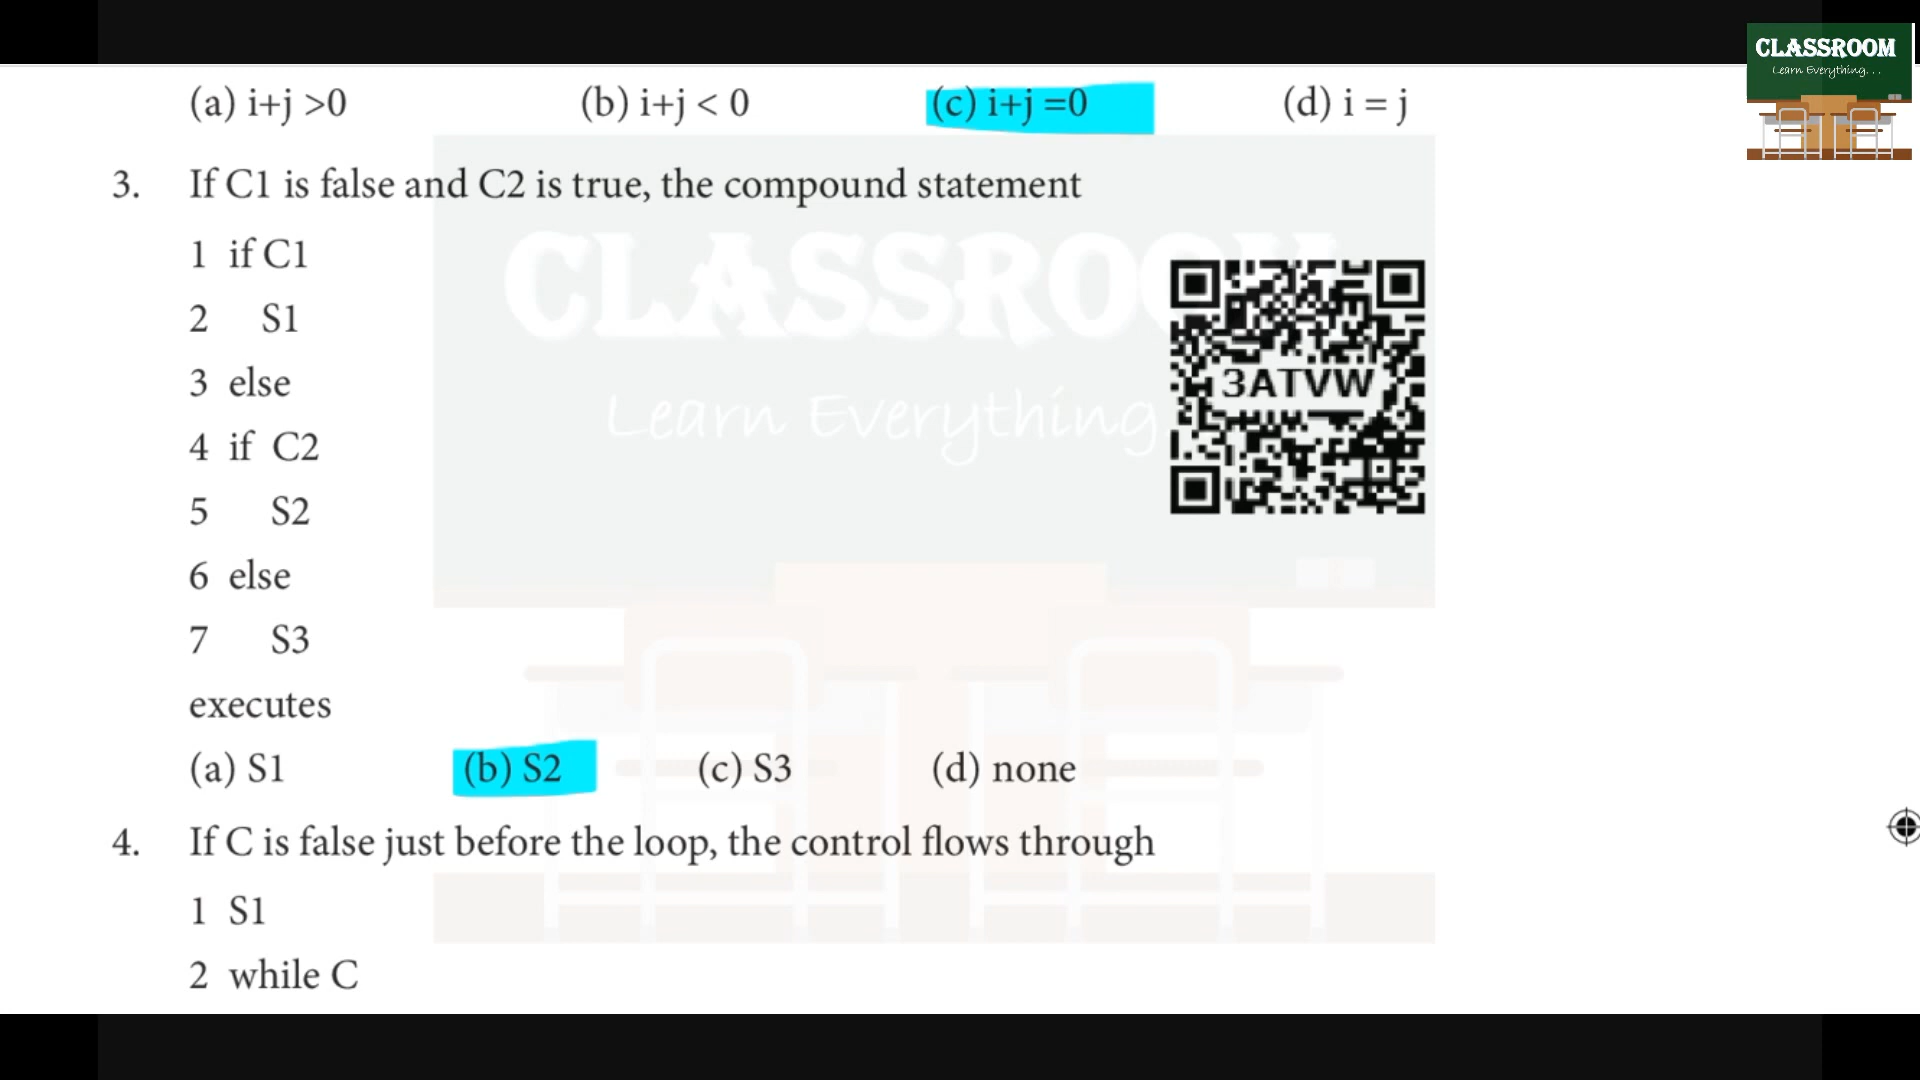 CLASSROOM
Learn Everything...
(a) i+j >0 (b) i+j < 0 (c) i+j =0 (d) i = j
3. If C1 is false and C2 is true, the compound statement
1 if C1
2 S1
3 else
4 if C2
5 S2
6 else
7 S3
executes
(a) S1 (b) S2 (c) S3 (d) none
4. If C is false just before the loop, the control flows through
1 S1
2 while C
CLASSROOM
Learn Everything
3ATVW